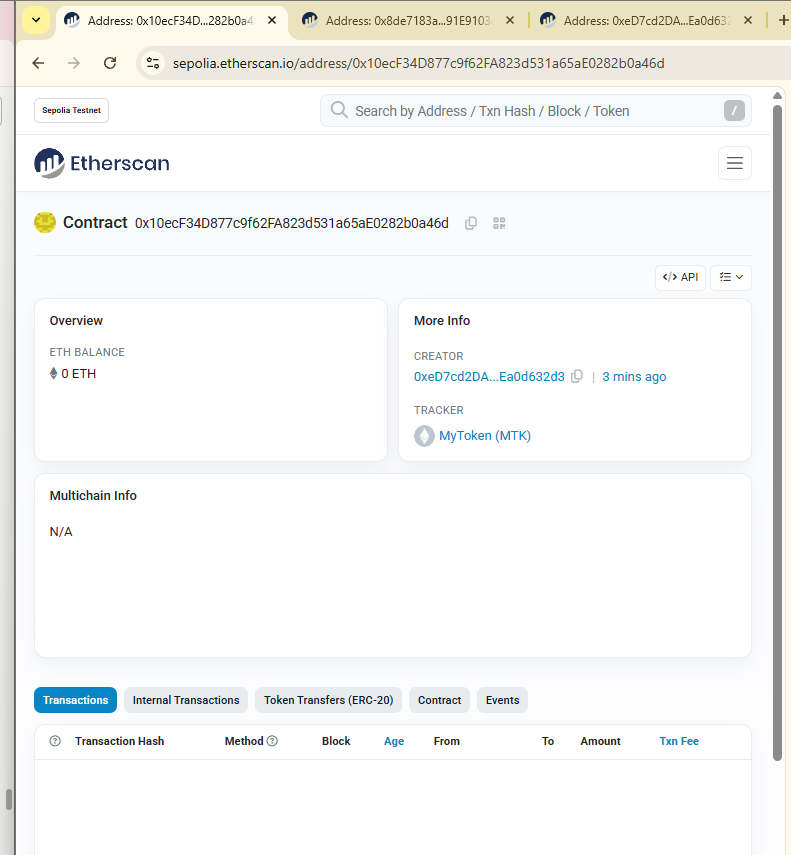 Address: 0x10ecF34D...282b0a4
Address: 0x8de7183a...91E9103
Address: 0xeD7cd2DA...Ea0d632
sepolia.etherscan.io/address/0x10ecF34D877c9f62FA823d531a65aE0282b0a46d
Sepolia Testnet
Search by Address / Txn Hash / Block / Token
/
Etherscan
Contract 0x10ecF34D877c9f62FA823d531a65aE0282b0a46d
</> API
Overview
ETH BALANCE
0 ETH
More Info
CREATOR
0xeD7cd2DA...Ea0d632d3 | 3 mins ago
TRACKER
MyToken (MTK)
Multichain Info
N/A
Transactions Internal Transactions Token Transfers (ERC-20) Contract Events
Transaction Hash Method Block Age From To Amount Txn Fee